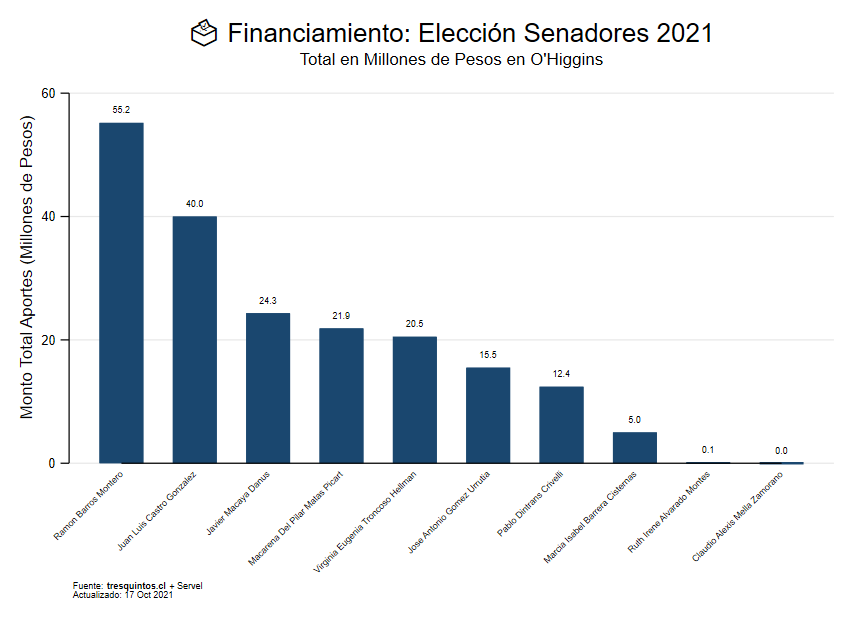 Financiamiento: Elección Senadores 2021
Total en Millones de Pesos en O'Higgins
Monto Total Aportes (Millones de Pesos)
60
40
20
0
55.2
40.0
24.3
21.9
20.5
15.5
12.4
5.0
0.1
0.0
Ramon Barros Montero
Juan Luis Castro Gonzalez
Javier Macaya Danus
Macarena Del Pilar Matas Picart
Virginia Eugenia Troncoso Hellman
Jose Antonio Gomez Urrutia
Pablo Dintrans Crivelli
Marcia Isabel Barrera Cisternas
Ruth Irene Alvarado Montes
Claudio Alexis Mella Zamorano
Fuente: tresquintos.cl + Servel
Actualizado: 17 Oct 2021